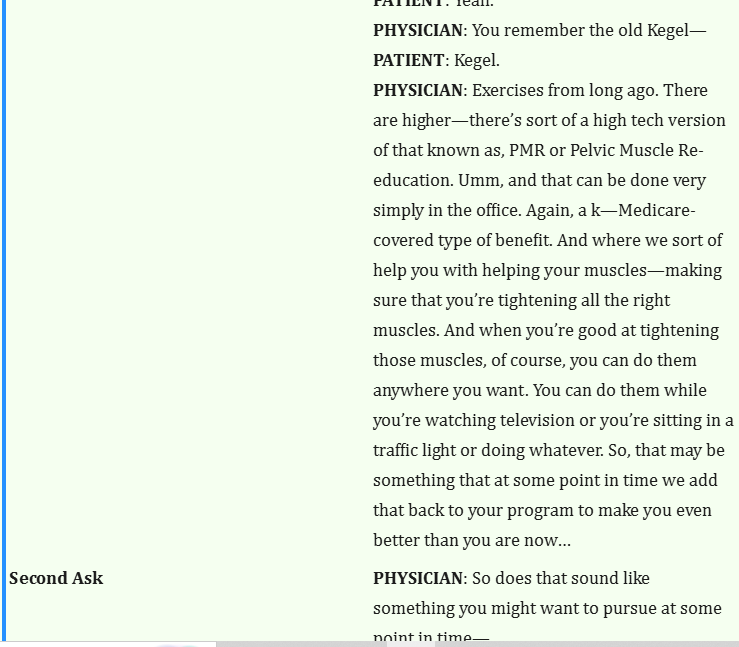 PATIENT: Yeah.
PHYSICIAN: You remember the old Kegel—
PATIENT: Kegel.
PHYSICIAN: Exercises from long ago. There
are higher—there’s sort of a high tech version
of that known as, PMR or Pelvic Muscle Re-
education. Umm, and that can be done very
simply in the office. Again, a k—Medicare-
covered type of benefit. And where we sort of
help you with helping your muscles—making
sure that you’re tightening all the right
muscles. And when you’re good at tightening
those muscles, of course, you can do them
anywhere you want. You can do them while
you’re watching television or you’re sitting in a
traffic light or doing whatever. So, that may be
something that at some point in time we add
that back to your program to make you even
better than you are now…
Second Ask
PHYSICIAN: So does that sound like
something you might want to pursue at some
point in time—